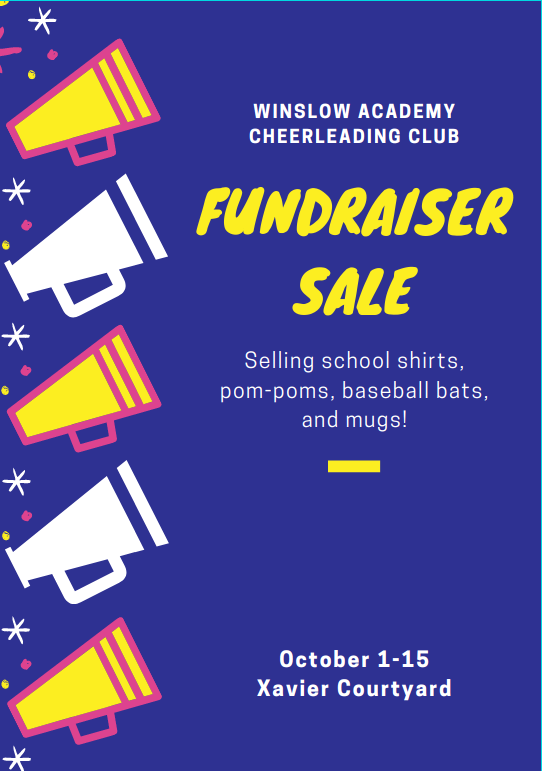 WINSLOW ACADEMY
CHEERLEADING CLUB
FUNDRAISER
SALE
Selling school shirts,
pom-poms, baseball bats,
and mugs!
October 1-15
Xavier Courtyard